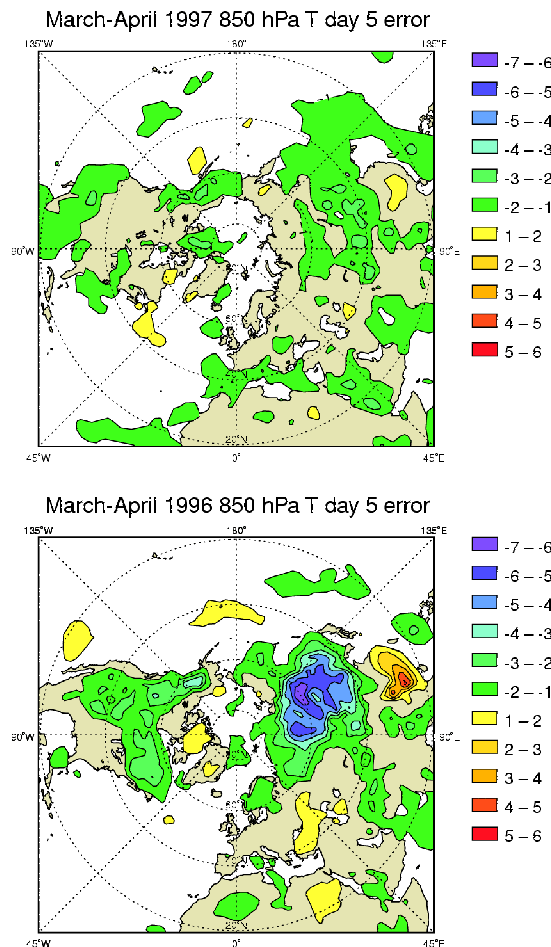 March-April 1997 850 hPa T day 5 error
135°W 180° 135°E
90°W 90°E
60°N
20°N
45°W 0° 45°E
-7 – -6
-6 – -5
-5 – -4
-4 – -3
-3 – -2
-2 – -1
1 – 2
2 – 3
3 – 4
4 – 5
5 – 6
March-April 1996 850 hPa T day 5 error
135°W 180° 135°E
90°W 90°E
60°N
20°N
45°W 0° 45°E
-7 – -6
-6 – -5
-5 – -4
-4 – -3
-3 – -2
-2 – -1
1 – 2
2 – 3
3 – 4
4 – 5
5 – 6